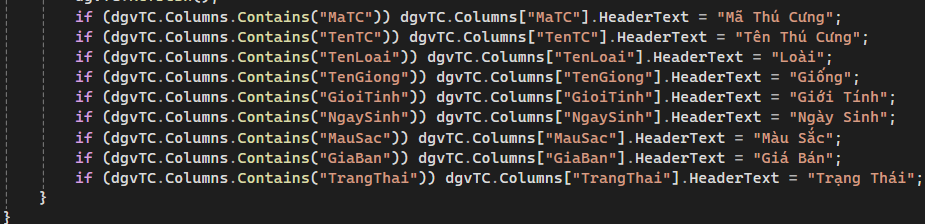 if (dgvTC.Columns.Contains("MaTC")) dgvTC.Columns["MaTC"].HeaderText = "Mã Thú Cưng";
if (dgvTC.Columns.Contains("TenTC")) dgvTC.Columns["TenTC"].HeaderText = "Tên Thú Cưng";
if (dgvTC.Columns.Contains("TenLoai")) dgvTC.Columns["TenLoai"].HeaderText = "Loài";
if (dgvTC.Columns.Contains("TenGiong")) dgvTC.Columns["TenGiong"].HeaderText = "Giống";
if (dgvTC.Columns.Contains("GioiTinh")) dgvTC.Columns["GioiTinh"].HeaderText = "Giới Tính";
if (dgvTC.Columns.Contains("NgaySinh")) dgvTC.Columns["NgaySinh"].HeaderText = "Ngày Sinh";
if (dgvTC.Columns.Contains("MauSac")) dgvTC.Columns["MauSac"].HeaderText = "Màu Sắc";
if (dgvTC.Columns.Contains("GiaBan")) dgvTC.Columns["GiaBan"].HeaderText = "Giá Bán";
if (dgvTC.Columns.Contains("TrangThai")) dgvTC.Columns["TrangThai"].HeaderText = "Trạng Thái";
}
}